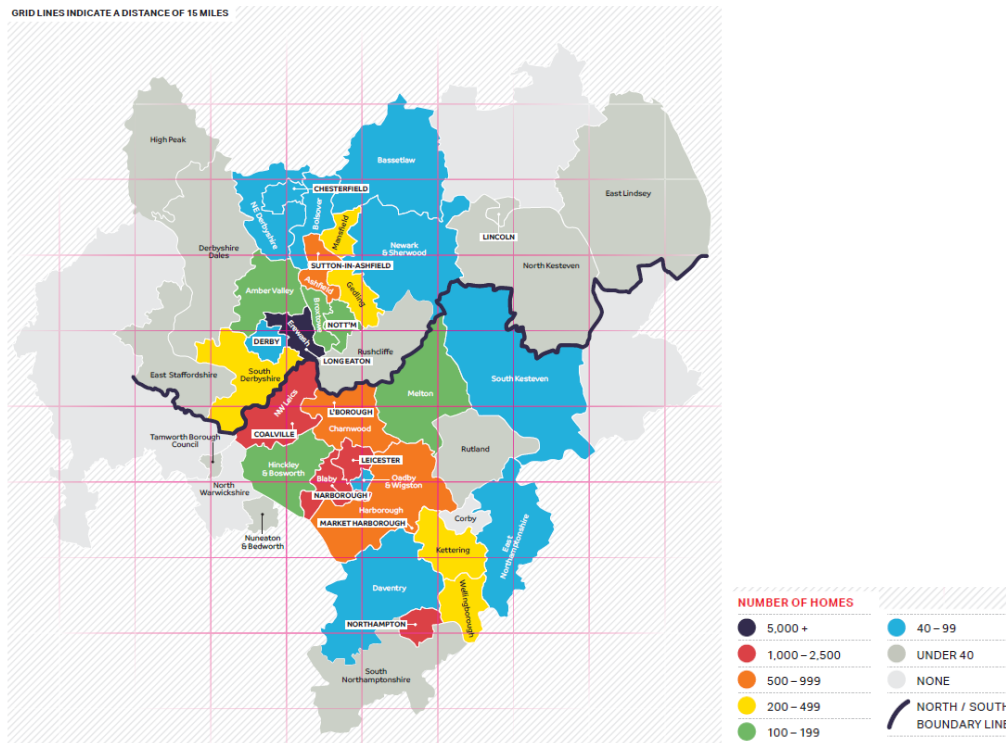 GRID LINES INDICATE A DISTANCE OF 15 MILES
High Peak
Bassetlaw
CHESTERFIELD
East Lindsey
NE Derbyshire
Bolsover
Mansfield
LINCOLN
Derbyshire
Dales
Newark
& Sherwood
SUTTON-IN-ASHFIELD
North Kesteven
Ashfield
Amber Valley
Gedling
Broxtowe
NOTT'M
Erewash
DERBY
Rushcliffe
LONG EATON
East Staffordshire
South
Derbyshire
South Kesteven
NW Leics
Melton
L'BOROUGH
Charnwood
COALVILLE
Tamworth Borough
Council
Rutland
LEICESTER
Hinckley
& Bosworth
Blaby
Oadby
& Wigston
North
Warwickshire
NARBOROUGH
Harborough
MARKET HARBOROUGH
Corby
Nuneaton
& Bedworth
Kettering
East
Northamptonshire
Daventry
Wellingborough
NORTHAMPTON
South
Northamptonshire
NUMBER OF HOMES
5,000 +
1,000 – 2,500
500 – 999
200 – 499
100 – 199
40 – 99
UNDER 40
NONE
NORTH / SOUTH
BOUNDARY LINE